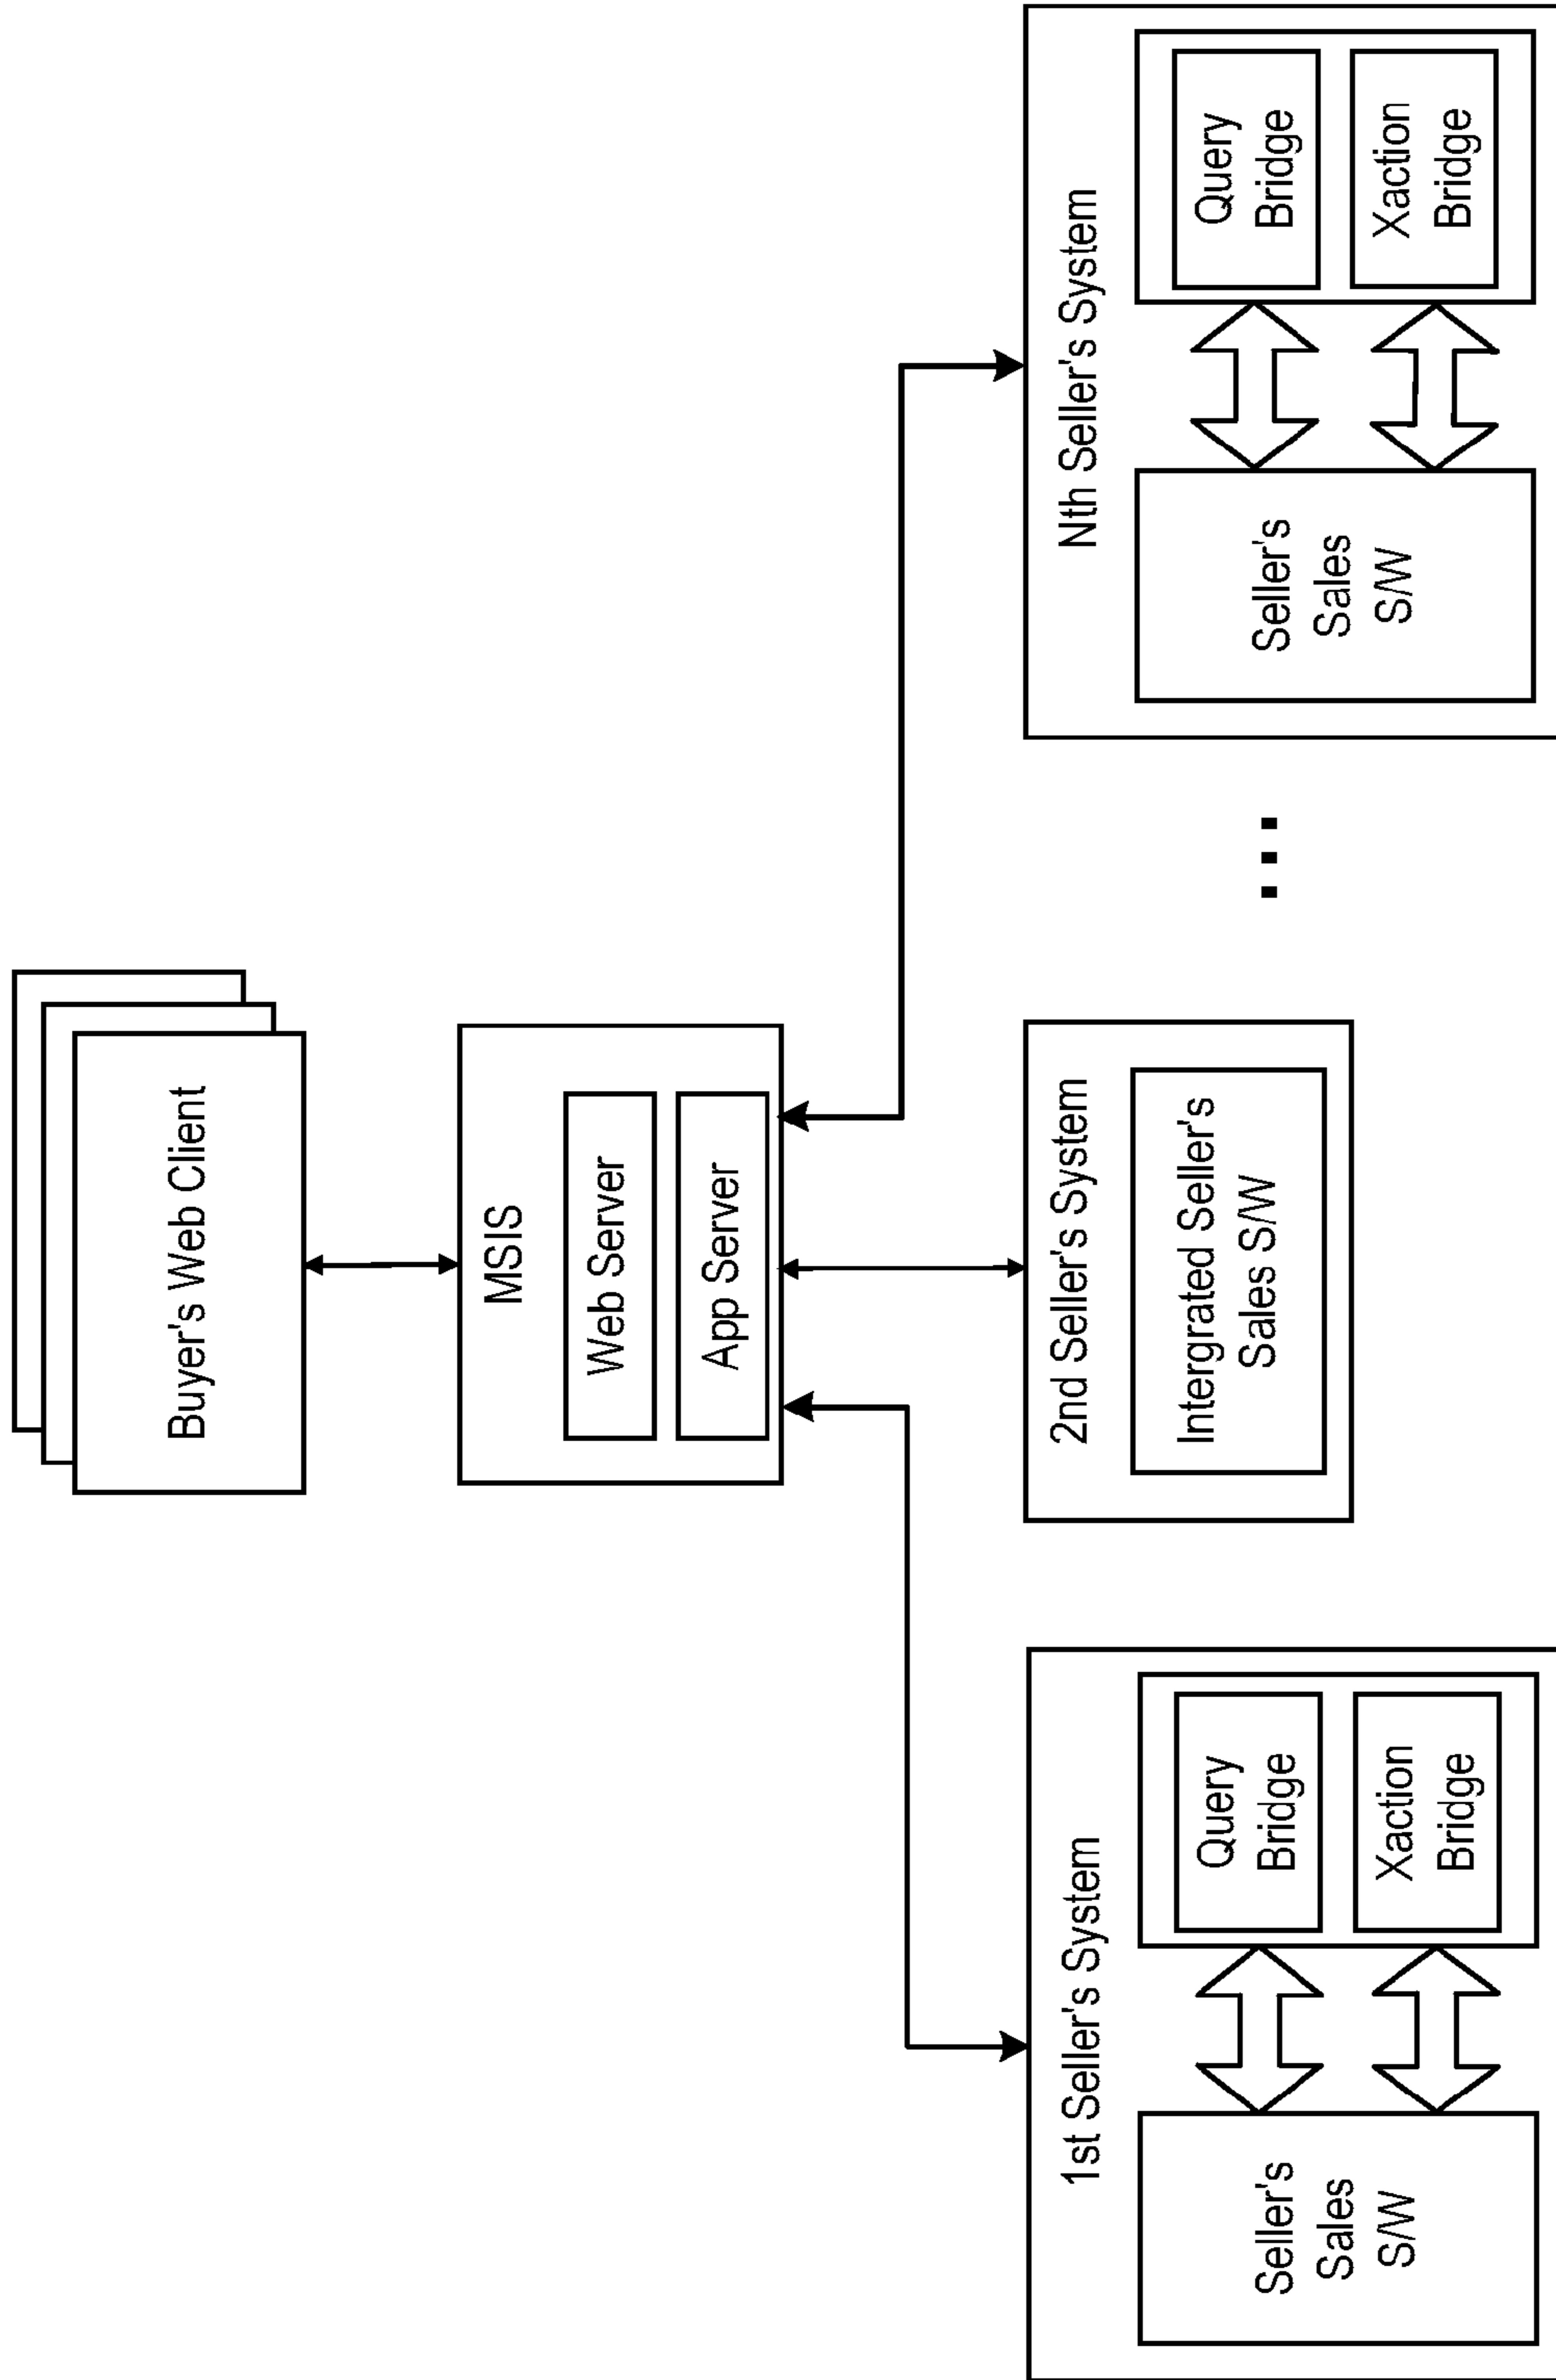 Buyer's Web Client
MSIS
Web Server
App Server
1st Seller's System
Seller's
Sales
S/W
Query
Bridge
Xaction
Bridge
2nd Seller's System
Intergrated Seller's
Sales S/W
...
Nth Seller's System
Seller's
Sales
S/W
Query
Bridge
Xaction
Bridge